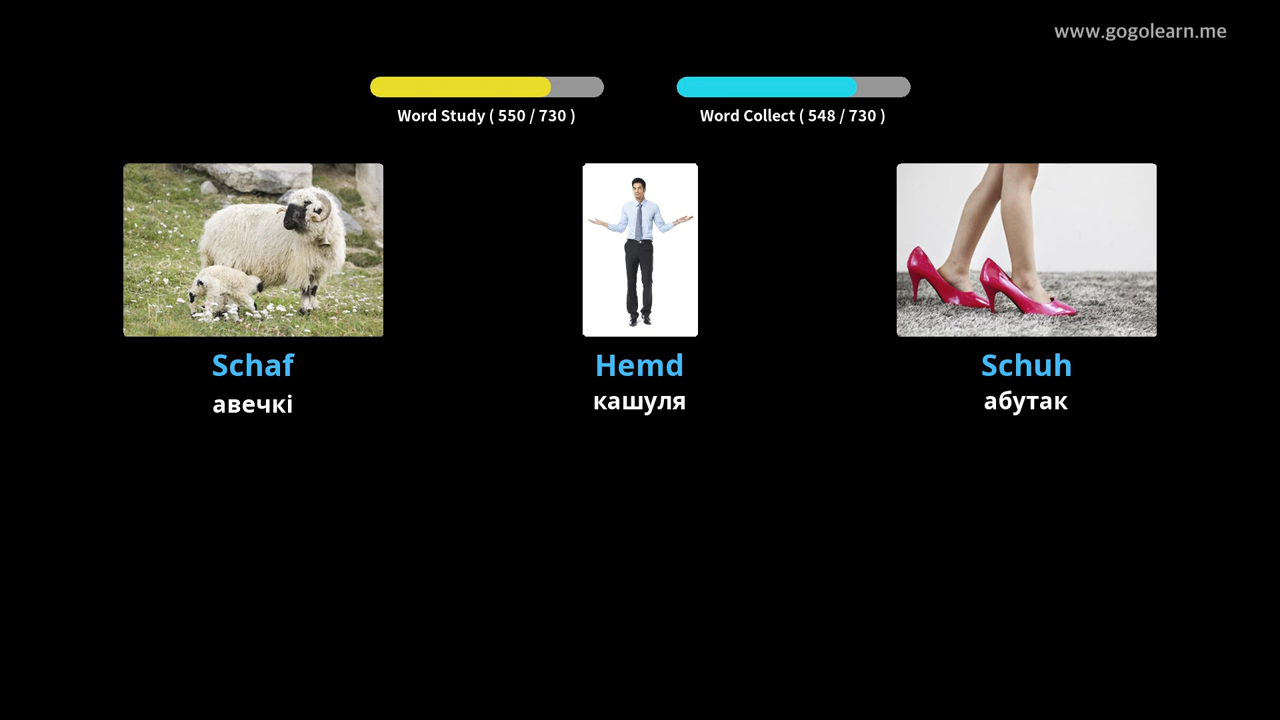 www.gogolearn.me
Word Study ( 550 / 730 )
Word Collect ( 548 / 730 )
Schaf
авечкі
Hemd
кашуля
Schuh
абутак